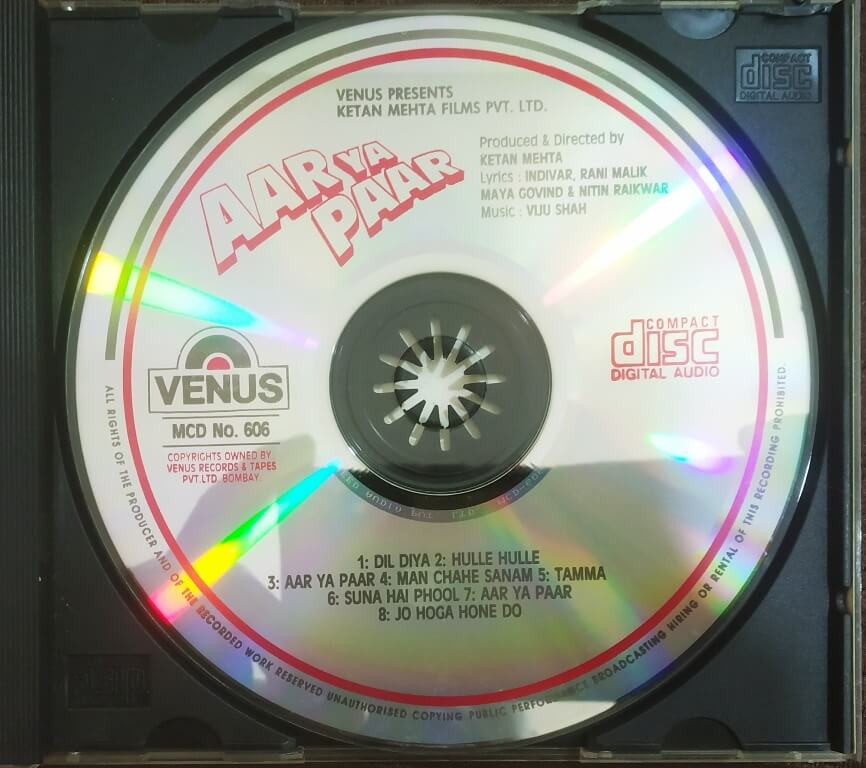 VENUS PRESENTS
KETAN MEHTA FILMS PVT. LTD.
AAR YA
PAAR
Produced & Directed by
KETAN MEHTA
Lyrics : INDIVAR, RANI MALIK
MAYA GOVIND & NITIN RAIKWAR
Music : VIJU SHAH
COMPACT
disc
DIGITAL AUDIO
COMPACT
disc
DIGITAL AUDIO
VENUS
MCD No. 606
COPYRIGHTS OWNED BY
VENUS RECORDS & TAPES
PVT.LTD. BOMBAY.
1: DIL DIYA 2: HULLE HULLE
3: AAR YA PAAR 4: MAN CHAHE SANAM 5: TAMMA
6: SUNA HAI PHOOL 7: AAR YA PAAR
8: JO HOGA HONE DO
ALL RIGHTS OF THE PRODUCER AND OF THE RECORDED WORK RESERVED UNAUTHORISED COPYING PUBLIC PERFORMANCE BROADCASTING HIRING OR RENTAL OF THIS RECORDING PROHIBITED.